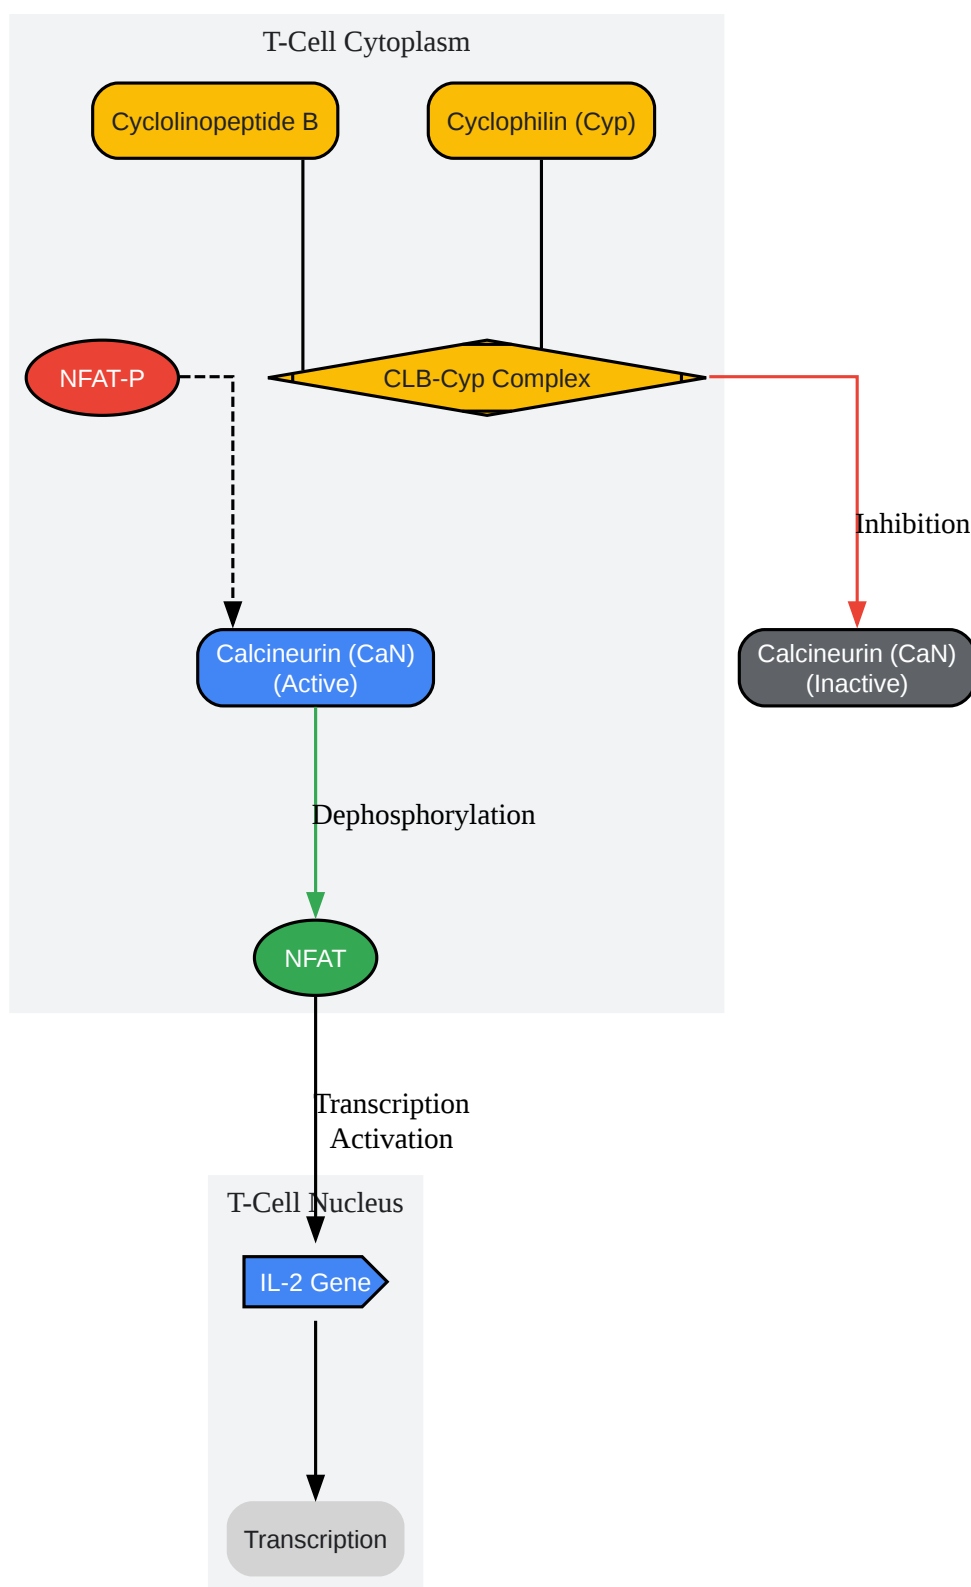 T-Cell Cytoplasm
Cyclolinopeptide B
Cyclophilin (Cyp)
NFAT-P
CLB-Cyp Complex
Inhibition
Calcineurin (CaN)
(Active)
Calcineurin (CaN)
(Inactive)
Dephosphorylation
NFAT
Transcription
Activation
T-Cell Nucleus
IL-2 Gene
Transcription